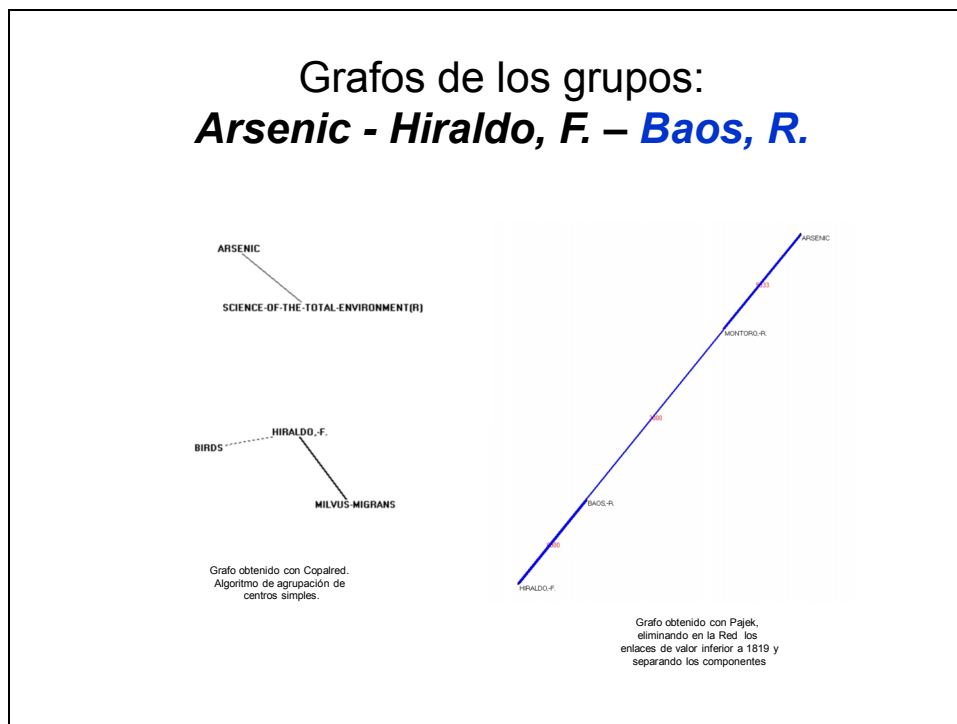 Grafos de los grupos:
Arsenic - Hiraldo, F. – Baos, R.
ARSENIC
SCIENCE-OF-THE-TOTAL-ENVIRONMENT(R)
HIRALDO,-F.
BIRDS
MILVUS-MIGRANS
Grafo obtenido con Copalred.
Algoritmo de agrupación de
centros simples.
ARSENIC
MONTORO,-R.
BAOS,-R.
HIRALDO,-F.
Grafo obtenido con Pajek,
eliminando en la Red los
enlaces de valor inferior a 1819 y
separando los componentes